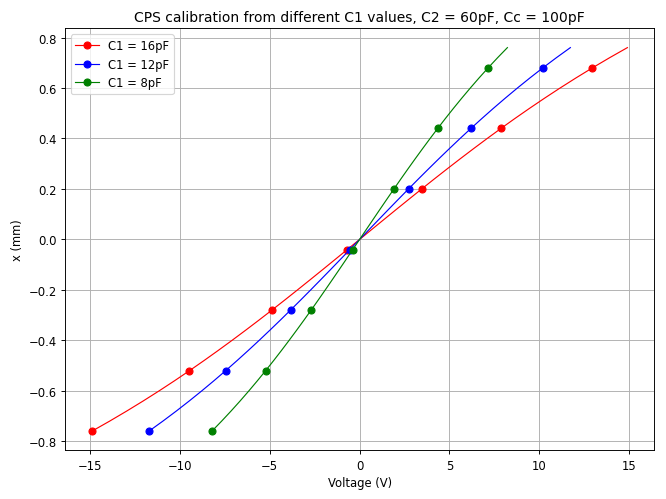 CPS calibration from different C1 values, C2 = 60pF, Cc = 100pF
C1 = 16pF
C1 = 12pF
C1 = 8pF
0.8
0.6
0.4
0.2
0.0
−0.2
−0.4
−0.6
−0.8
x (mm)
−15 −10 −5 0 5 10 15
Voltage (V)